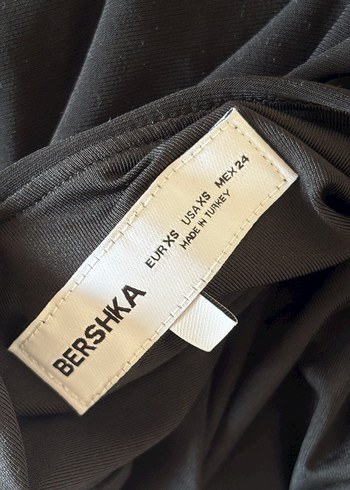 BERSHKA
EUR XS USA XS MEX 24
MADE IN TURKEY